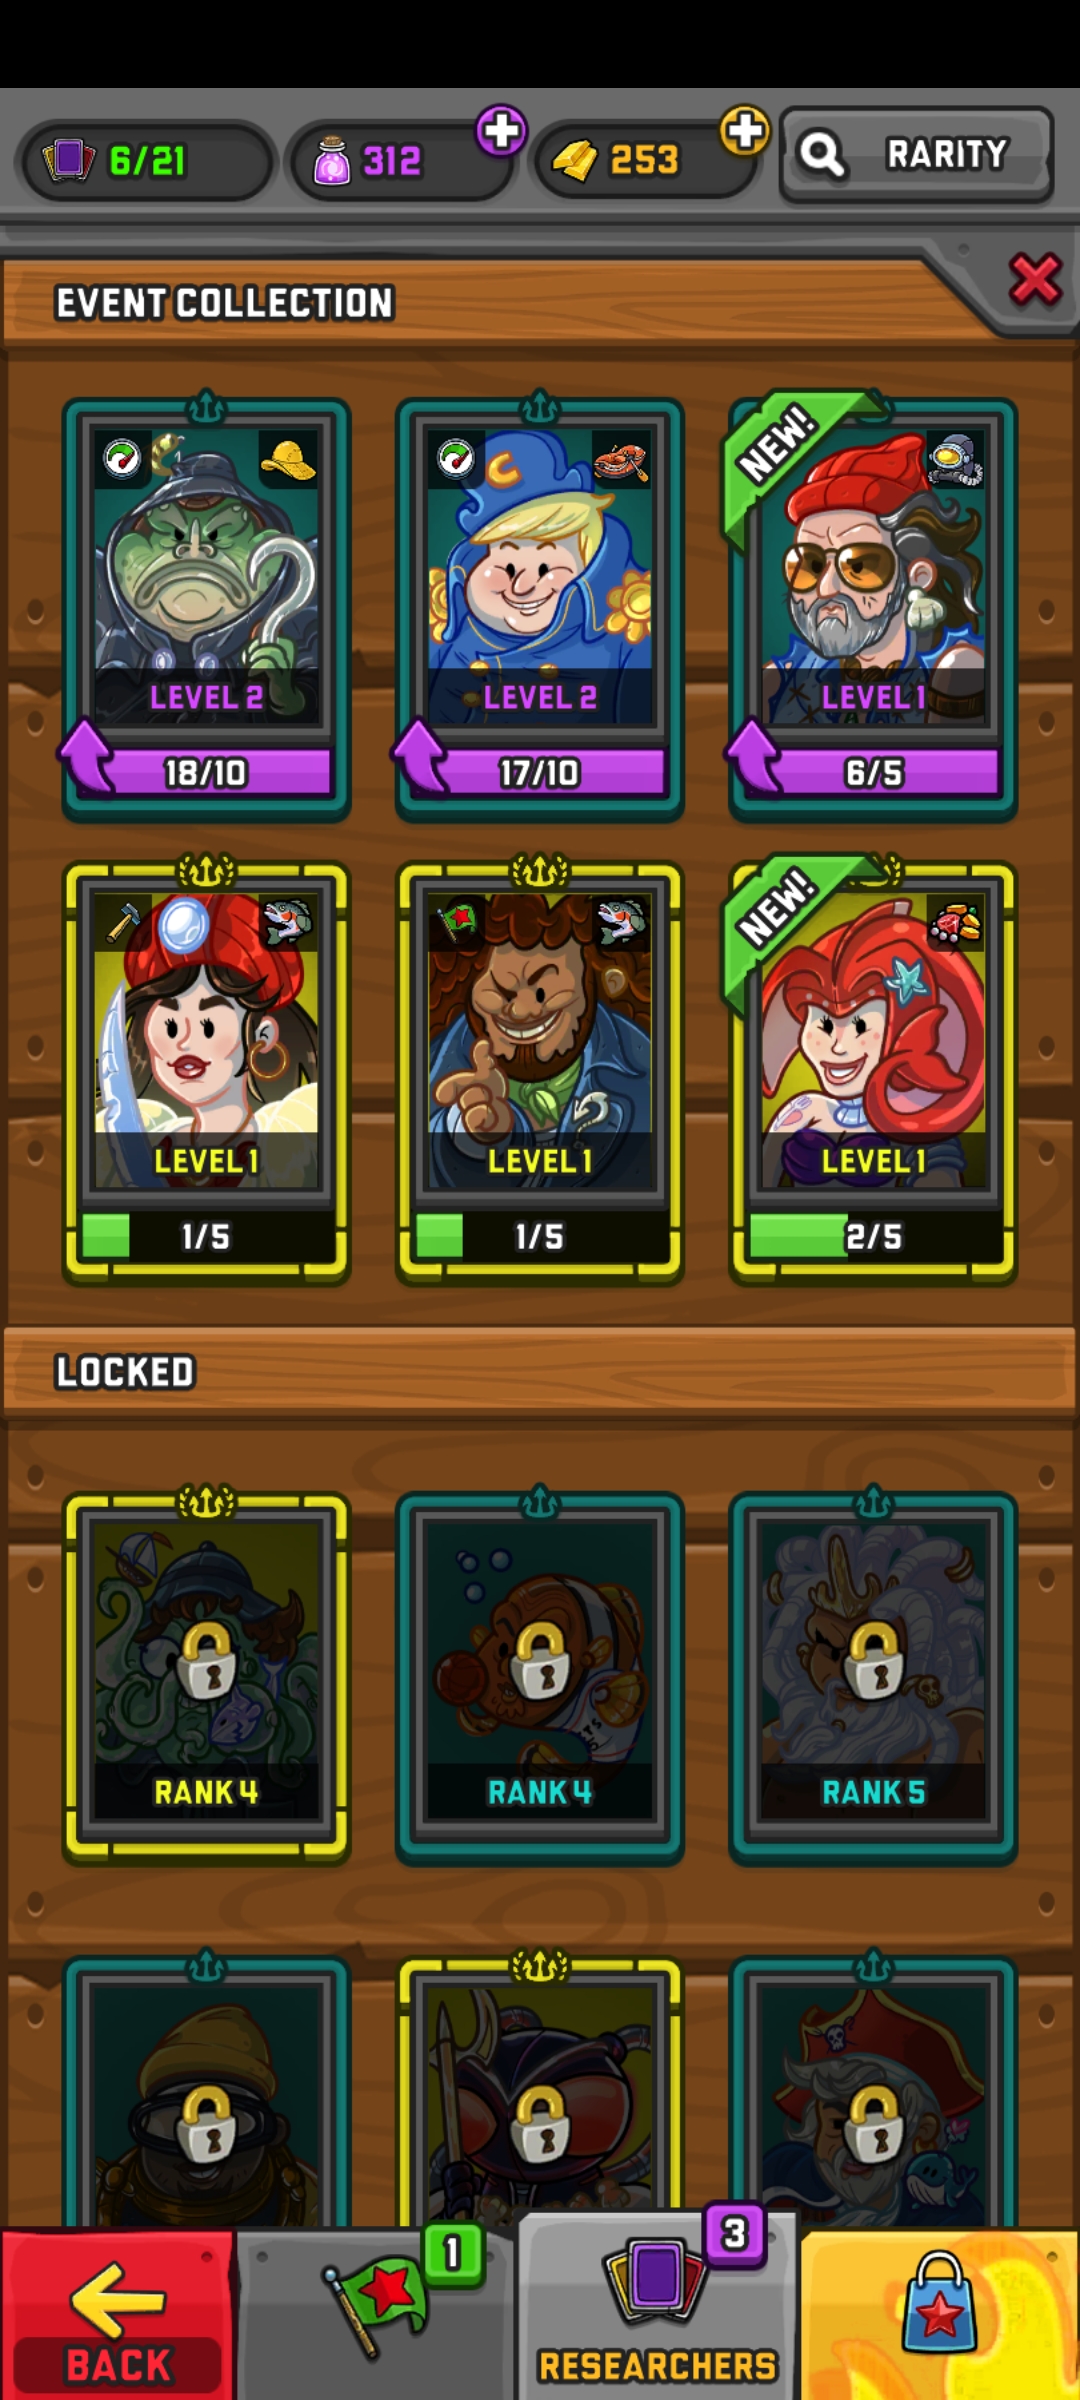 6/21 312 253 RARITY
EVENT COLLECTION
C
NEW!
LEVEL 2 LEVEL 2 LEVEL 1
18/10 17/10 6/5
NEW!
LEVEL 1 LEVEL 1 LEVEL 1
1/5 1/5 2/5
LOCKED
RANK 4 RANK 4 RANK 5
1 3
BACK RESEARCHERS